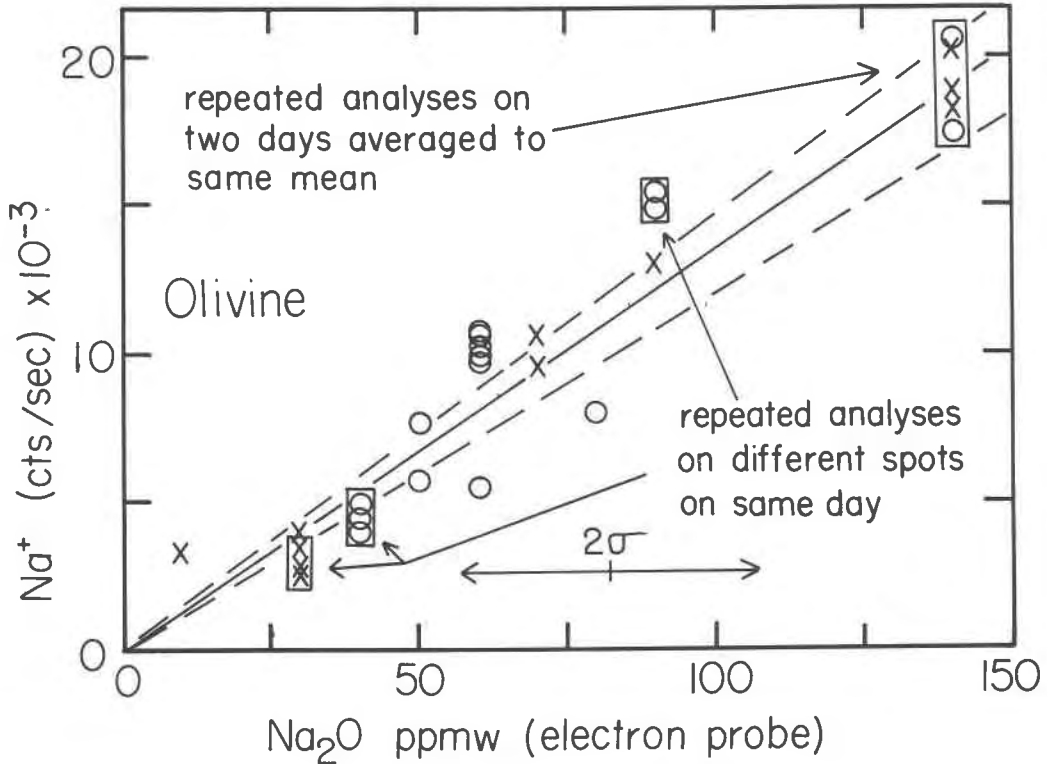 20
repeated analyses on
two days averaged to
same mean
Olivine
10
repeated analyses
on different spots
on same day
2σ
0
0 50 100 150
Na₂O ppmw (electron probe)
Na⁺ (cts/sec) x10⁻³